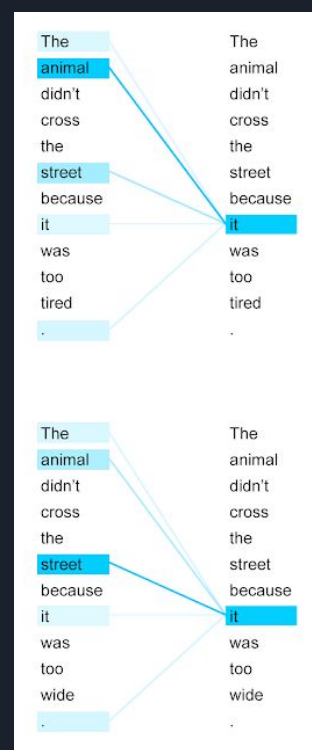 The The
animal animal
didn't didn't
cross cross
the the
street street
because because
it it
was was
too too
tired tired
. .
The The
animal animal
didn't didn't
cross cross
the the
street street
because because
it it
was was
too too
wide wide
. .